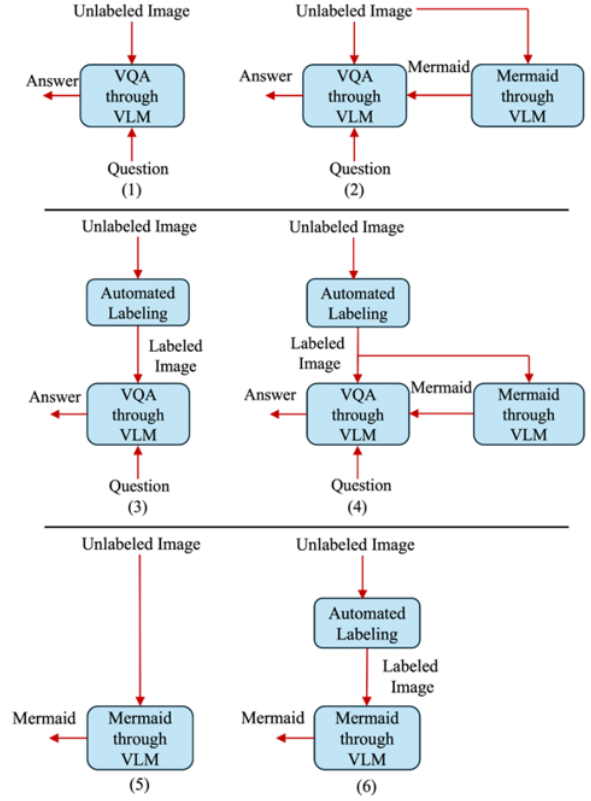 Unlabeled Image
Answer
VQA
through
VLM
Question
(1)
Unlabeled Image
Answer
VQA
through
VLM
Mermaid
Mermaid
through
VLM
Question
(2)
Unlabeled Image
Automated
Labeling
Labeled
Image
Answer
VQA
through
VLM
Question
(3)
Unlabeled Image
Automated
Labeling
Labeled
Image
Answer
VQA
through
VLM
Mermaid
Mermaid
through
VLM
Question
(4)
Unlabeled Image
Mermaid
Mermaid
through
VLM
(5)
Unlabeled Image
Automated
Labeling
Labeled
Image
Mermaid
Mermaid
through
VLM
(6)